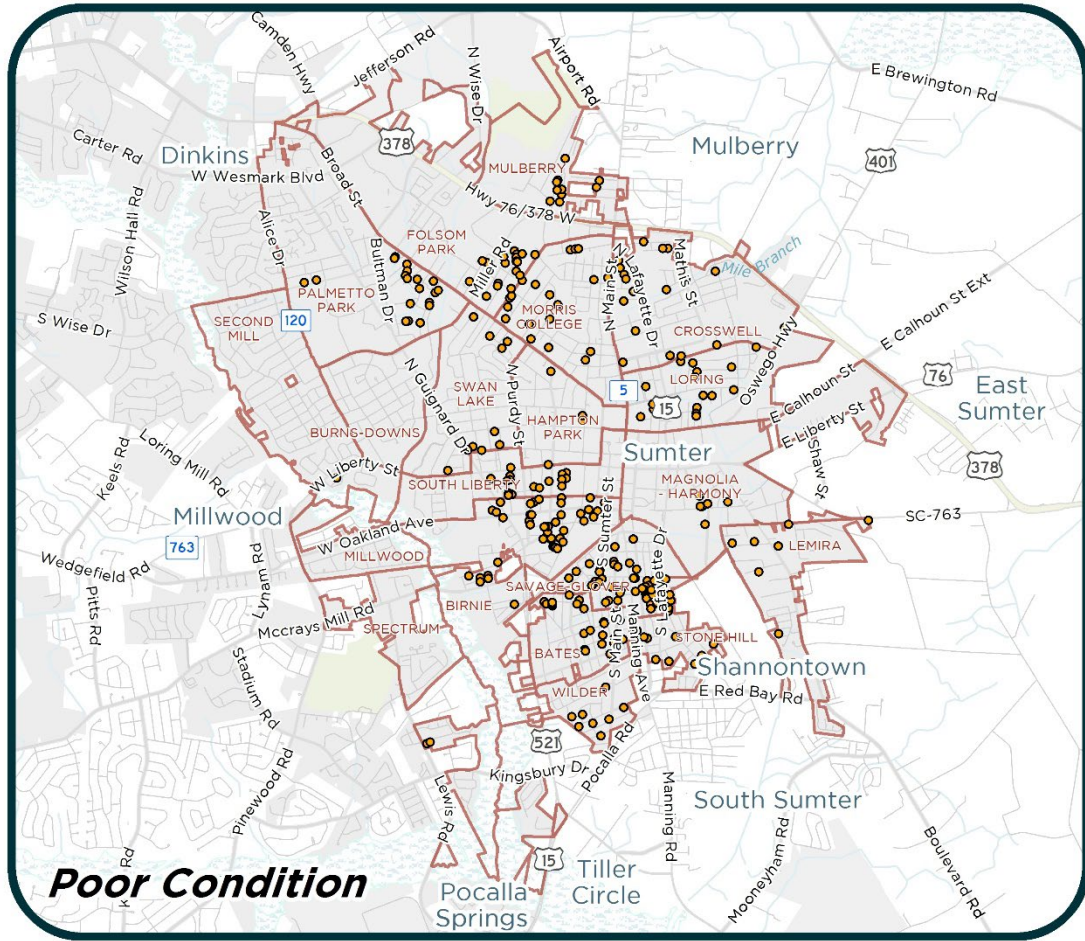 Camden Hwy
Jefferson Rd
N Wise Dr
Airport Rd
E Brewington Rd
Carter Rd
Dinkins
378
Mulberry
401
W Wesmark Blvd
MULBERRY
Wilson Hall Rd
Broad St
Hwy 76/378 W
Alice Dr
FOLSOM
PARK
Bultman Dr
Miller Rd
N Main St
N Lafayette Dr
Mathis St
Mile Branch
PALMETTO
PARK
S Wise Dr
SECOND
MILL
120
MORRIS
COLLEGE
CROSSWELL
Oswego Hwy
E Calhoun St Ext
N Guignard Dr
SWAN
LAKE
N Purdy St
5
LORING
15
76
East
Sumter
E Calhoun St
E Liberty St
HAMPTON
PARK
BURNS-DOWNS
Keels Rd
Loring Mill Rd
W Liberty St
Sumter
Shaw St
378
SOUTH LIBERTY
MAGNOLIA
- HARMONY
Millwood
W Oakland Ave
S Sumter St
SC-763
763
MILLWOOD
S Lafayette Dr
LEMIRA
Wedgefield Rd
Lynam Rd
SAVAGE-GLOVER
Pitts Rd
Mccrays Mill Rd
BIRNIE
SPECTRUM
S Main St
Manning Ave
STONE HILL
BATES
Shannontown
Stadium Rd
WILDER
E Red Bay Rd
521
Pocalla Rd
Pinewood Rd
Kingsbury Dr
Lewis Rd
Manning Rd
South Sumter
Mooneyham Rd
Boulevard Rd
15
Tiller
Circle
Poor Condition
Pocalla
Springs